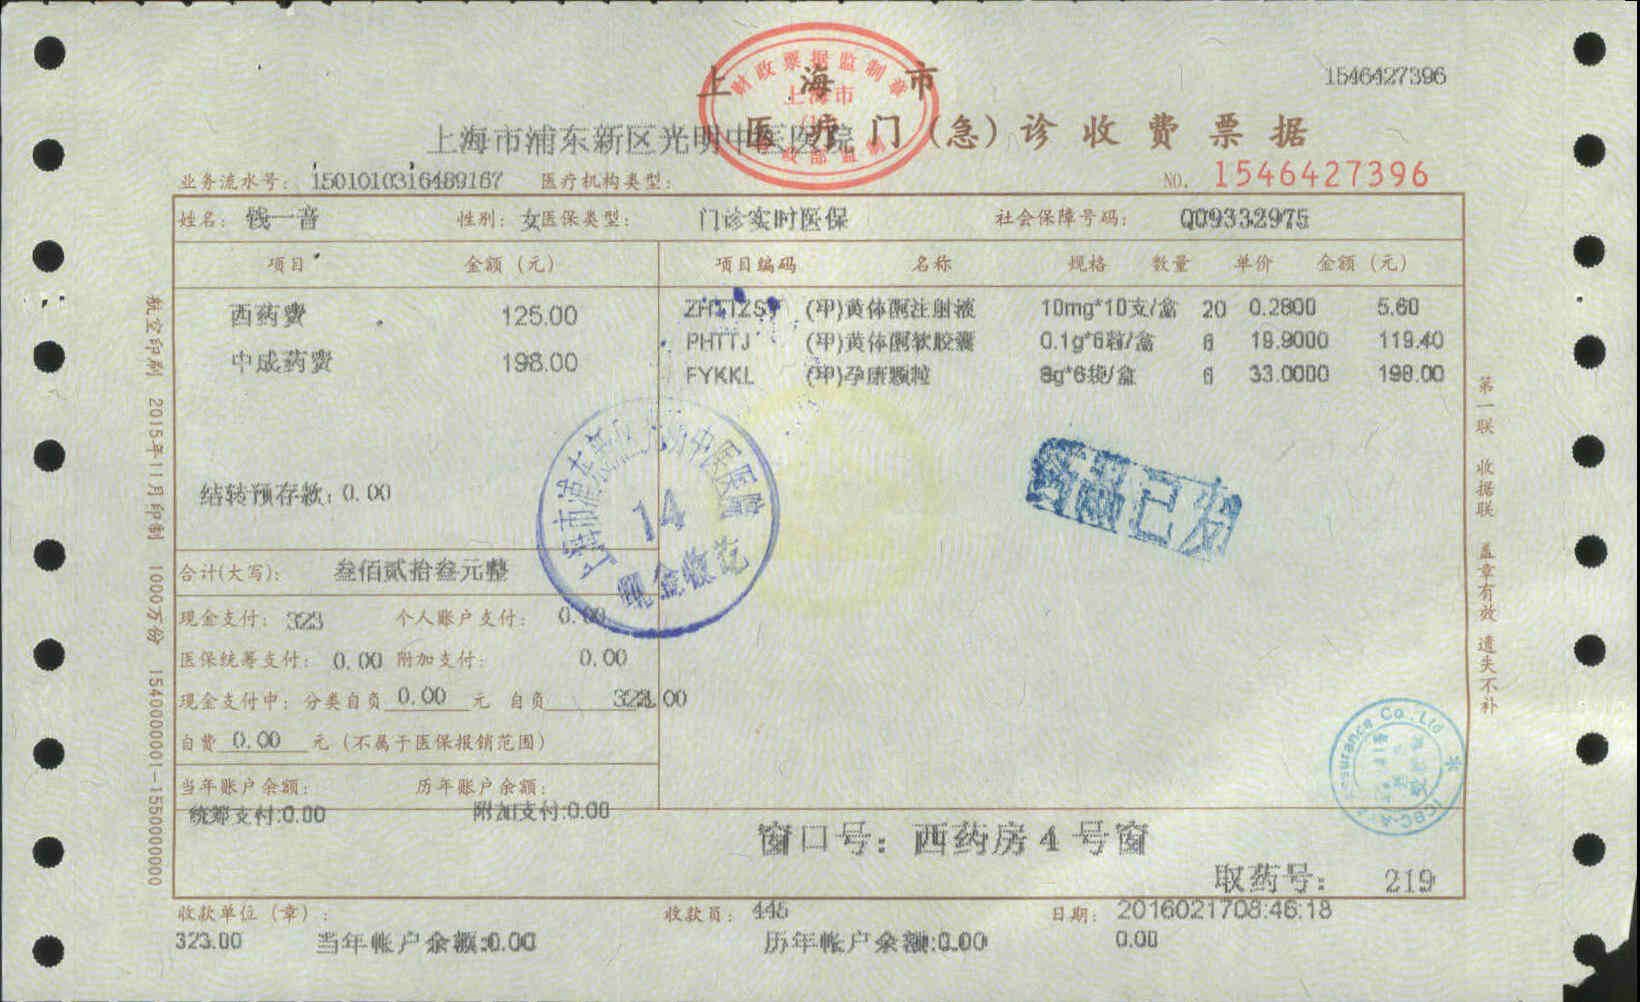 1546427396
上海市
医疗门(急)诊收费票据
上海市浦东新区光明中医医院
财政票据监制章
上海市
业务流水号: 1501010316489167 医疗机构类型:
NO. 1546427396
姓名: 钱一音 性别: 女 医保类型: 门诊实时医保 社会保障号码: Q09332975
项目 金额(元) 项目编码 名称 规格 数量 单价 金额(元)
西药费 125.00
中成药费 198.00
(甲)黄体酮注射液 10mg*10支/盒 20 0.2800 5.60
PHTTJ (甲)黄体酮软胶囊 0.1g*6粒/盒 6 19.9000 119.40
FYKKL (甲)孕康颗粒 8g*6袋/盒 6 33.0000 198.00
结转预存款: 0.00
合计(大写): 叁佰贰拾叁元整
现金支付: 323 个人账户支付: 0.00
医保统筹支付: 0.00 附加支付: 0.00
现金支付中: 分类自负 0.00 元 自负 323.00
自费 0.00 元 (不属于医保报销范围)
当年账户余额: 历年账户余额:
统筹支付:0.00 附加支付:0.00
窗口号: 西药房4号窗
取药号: 219
收款单位(章): 收款员: 445 日期: 20160217 08:46:18
323.00 当年帐户余额:0.00 历年帐户余额:0.00 0.00
上海市浦东新区光明中医医院
14
现金收讫
药品已发
航空印制 2015年11月印制 1000万份 1540000001-1550000000
第一联 收据联 盖章有效 遗失不补